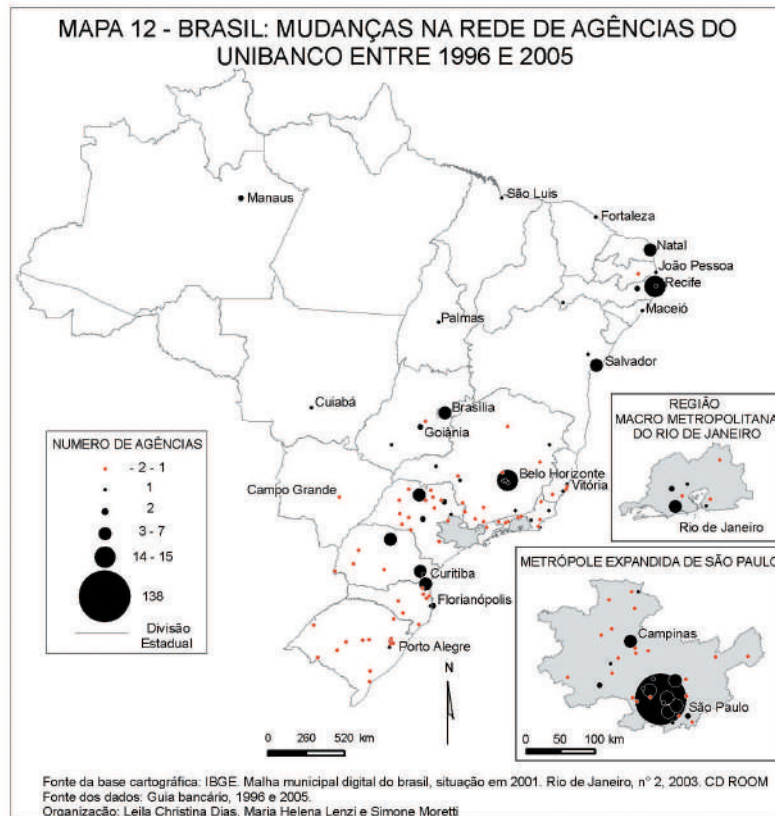 MAPA 12 - BRASIL: MUDANÇAS NA REDE DE AGÊNCIAS DO
UNIBANCO ENTRE 1996 E 2005
Manaus
São Luis
Fortaleza
Natal
João Pessoa
Recife
Maceió
Palmas
Salvador
Cuiabá
Brasília
Goiânia
Belo Horizonte
Vitória
Campo Grande
Curitiba
Florianópolis
Porto Alegre
NUMERO DE AGÊNCIAS
- 2 - 1
1
2
3 - 7
14 - 15
138
Divisão
Estadual
REGIÃO
MACRO METROPOLITANA
DO RIO DE JANEIRO
Rio de Janeiro
METRÓPOLE EXPANDIDA DE SÃO PAULO
Campinas
São Paulo
0 50 100 km
N
0 260 520 km
Fonte da base cartográfica: IBGE. Malha municipal digital do brasil, situação em 2001. Rio de Janeiro, n° 2, 2003. CD ROOM
Fonte dos dados: Guia bancário, 1996 e 2005.
Organização: Leila Christina Dias, Maria Helena Lenzi e Simone Moretti